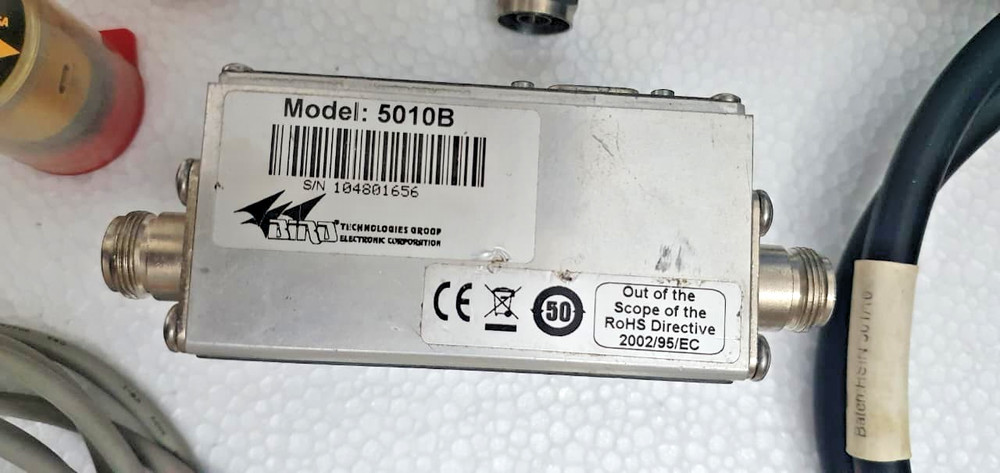 Model: 5010B
S/N 104801656
BIRD TECHNOLOGIES GROUP
ELECTRONIC CORPORATION
CE
50
Out of the
Scope of the
RoHS Directive
2002/95/EC